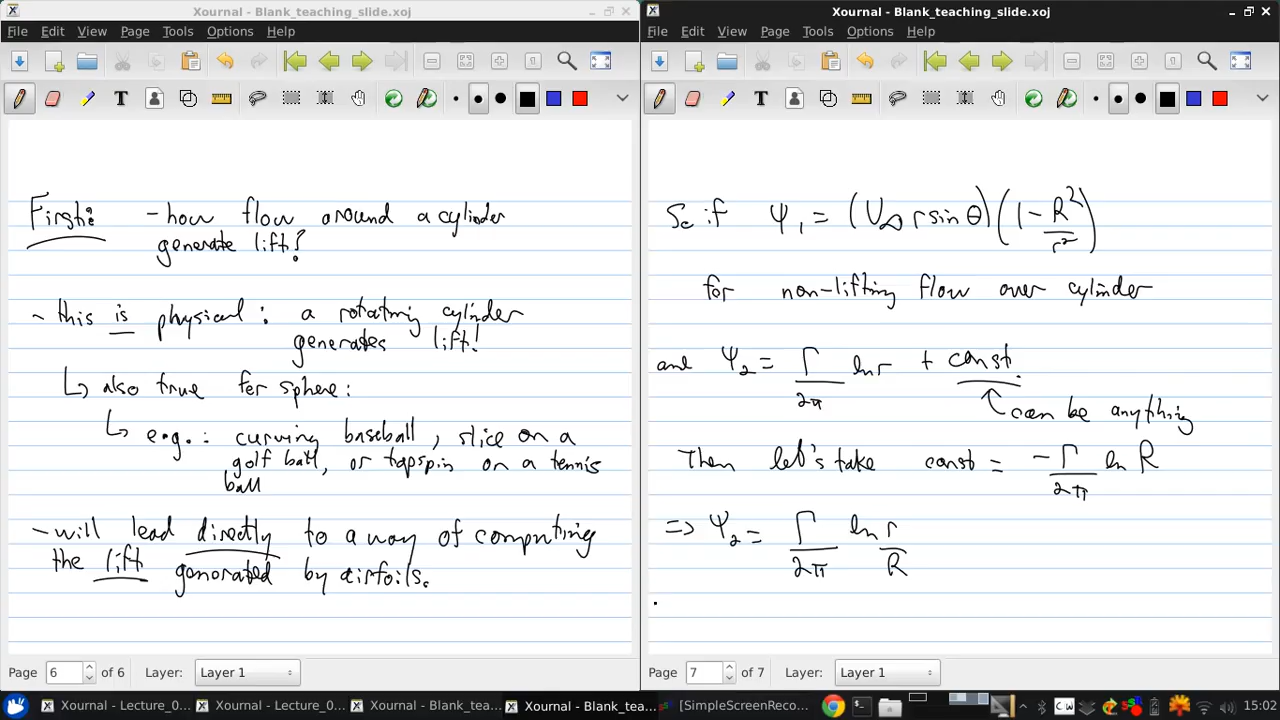 Xournal - Blank_teaching_slide.xoj
File Edit View Page Tools Options Help
First: - how flow around a cylinder
generate lift?
- this is physical: a rotating cylinder
generates lift!
↳ also true for sphere:
↳ e.g.: curving baseball, slice on a
golf ball, or topspin on a tennis
ball
- will lead directly to a way of computing
the lift generated by airfoils.
Page 6 of 6 Layer: Layer 1
Xournal - Blank_teaching_slide.xoj
File Edit View Page Tools Options Help
So if ψ₁ = (U∞ r sin θ)(1 - R²/r²)
for non-lifting flow over cylinder
and ψ₂ = Γ/2π ln r + const.
can be anything
Then let's take const = -Γ/2π ln R
=> ψ₂ = Γ/2π ln r/R
Page 7 of 7 Layer: Layer 1
Xournal - Lecture_0... Xournal - Lecture_0... Xournal - Blank_tea... Xournal - Blank_tea... [SimpleScreenReco... 15:02